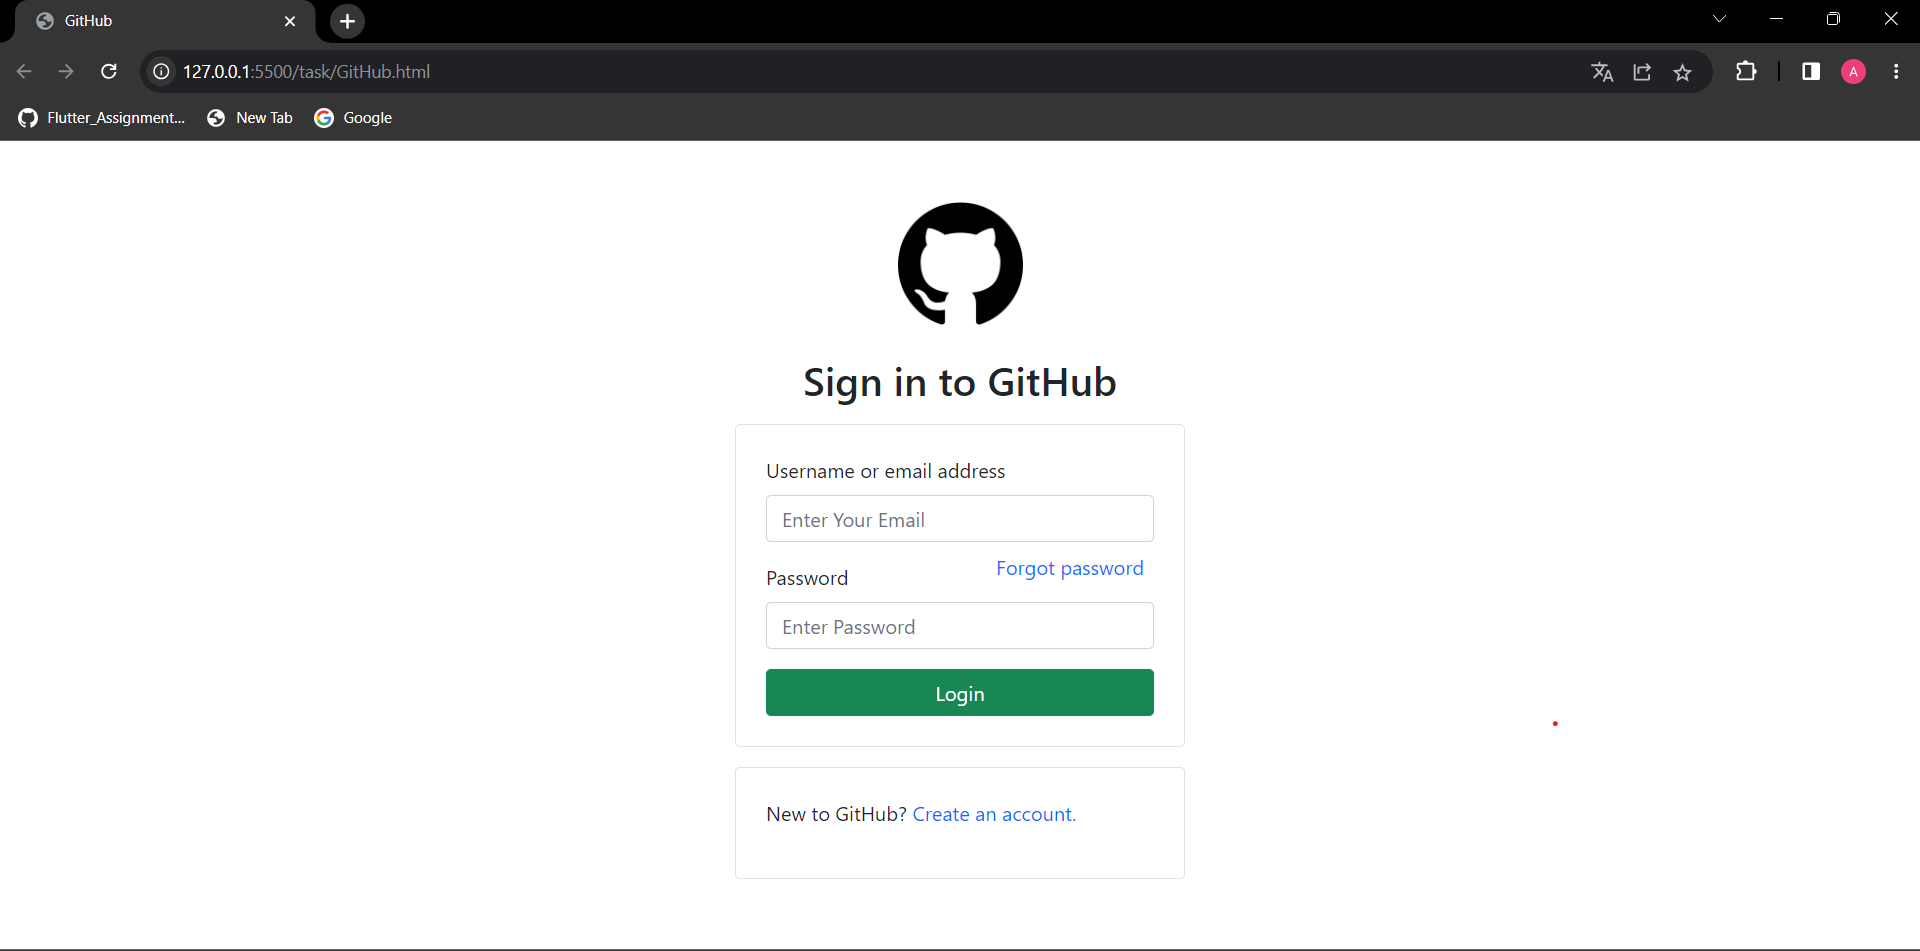 GitHub
127.0.0.1:5500/task/GitHub.html
A
Flutter_Assignment...
New Tab
Google
Sign in to GitHub
Username or email address
Enter Your Email
Password
Forgot password
Enter Password
Login
New to GitHub? Create an account.